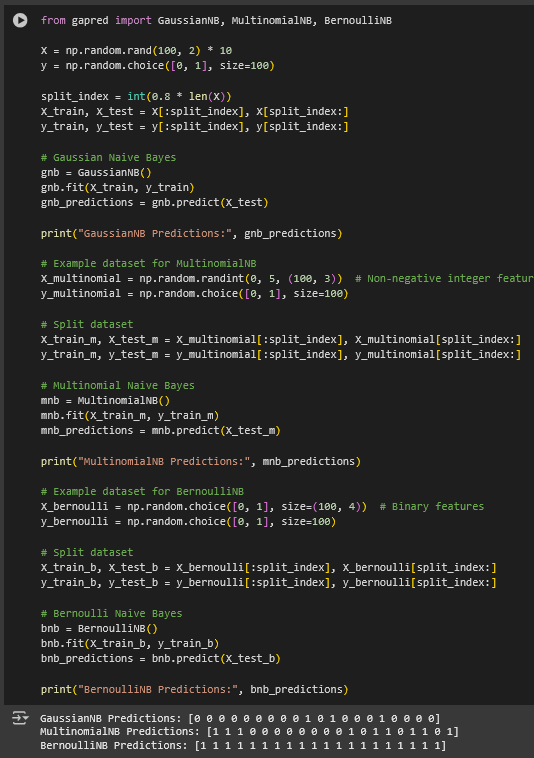 from gapred import GaussianNB, MultinomialNB, BernoulliNB
X = np.random.rand(100, 2) * 10
y = np.random.choice([0, 1], size=100)
split_index = int(0.8 * len(X))
X_train, X_test = X[:split_index], X[split_index:]
y_train, y_test = y[:split_index], y[split_index:]
# Gaussian Naive Bayes
gnb = GaussianNB()
gnb.fit(X_train, y_train)
gnb_predictions = gnb.predict(X_test)
print("GaussianNB Predictions:", gnb_predictions)
# Example dataset for MultinomialNB
X_multinomial = np.random.randint(0, 5, (100, 3))  # Non-negative integer featur
y_multinomial = np.random.choice([0, 1], size=100)
# Split dataset
X_train_m, X_test_m = X_multinomial[:split_index], X_multinomial[split_index:]
y_train_m, y_test_m = y_multinomial[:split_index], y_multinomial[split_index:]
# Multinomial Naive Bayes
mnb = MultinomialNB()
mnb.fit(X_train_m, y_train_m)
mnb_predictions = mnb.predict(X_test_m)
print("MultinomialNB Predictions:", mnb_predictions)
# Example dataset for BernoulliNB
X_bernoulli = np.random.choice([0, 1], size=(100, 4))  # Binary features
y_bernoulli = np.random.choice([0, 1], size=100)
# Split dataset
X_train_b, X_test_b = X_bernoulli[:split_index], X_bernoulli[split_index:]
y_train_b, y_test_b = y_bernoulli[:split_index], y_bernoulli[split_index:]
# Bernoulli Naive Bayes
bnb = BernoulliNB()
bnb.fit(X_train_b, y_train_b)
bnb_predictions = bnb.predict(X_test_b)
print("BernoulliNB Predictions:", bnb_predictions)
GaussianNB Predictions: [0 0 0 0 0 0 0 0 0 1 0 1 0 0 0 1 0 0 0 0]
MultinomialNB Predictions: [1 1 1 0 0 0 0 0 0 0 0 1 0 1 1 0 1 1 0 1]
BernoulliNB Predictions: [1 1 1 1 1 1 1 1 1 1 1 1 1 1 1 1 1 1 1 1]